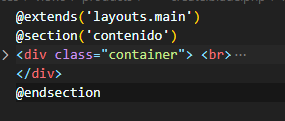 @extends('layouts.main')
@section('contenido')
<div class="container"> <br>…
</div>
@endsection